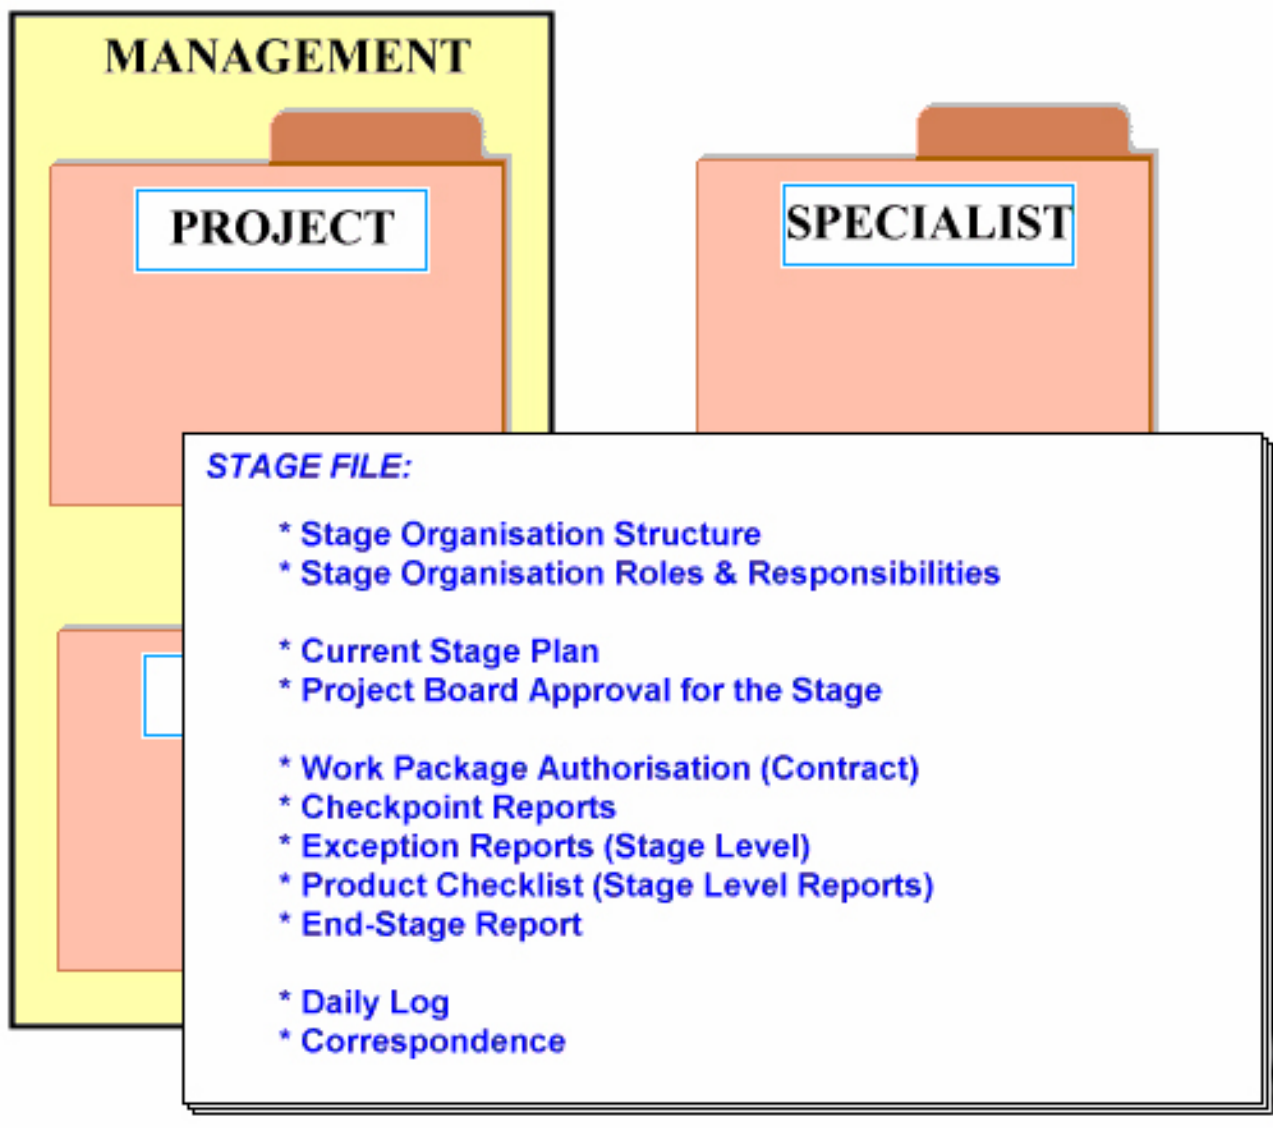 MANAGEMENT
PROJECT
SPECIALIST
STAGE FILE:
* Stage Organisation Structure
* Stage Organisation Roles & Responsibilities
* Current Stage Plan
* Project Board Approval for the Stage
* Work Package Authorisation (Contract)
* Checkpoint Reports
* Exception Reports (Stage Level)
* Product Checklist (Stage Level Reports)
* End-Stage Report
* Daily Log
* Correspondence